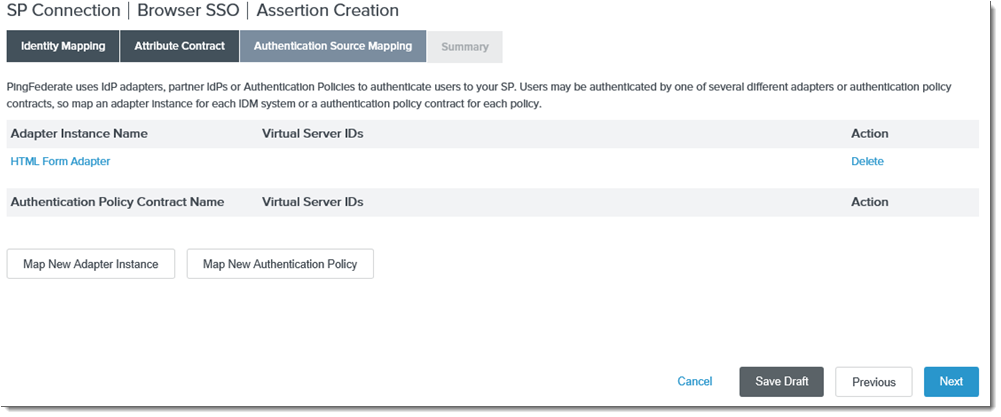 SP Connection | Browser SSO | Assertion Creation
Identity Mapping Attribute Contract Authentication Source Mapping Summary
PingFederate uses IdP adapters, partner IdPs or Authentication Policies to authenticate users to your SP. Users may be authenticated by one of several different adapters or authentication policy
contracts, so map an adapter instance for each IDM system or a authentication policy contract for each policy.
Adapter Instance Name Virtual Server IDs Action
HTML Form Adapter Delete
Authentication Policy Contract Name Virtual Server IDs Action
Map New Adapter Instance Map New Authentication Policy
Cancel Save Draft Previous Next